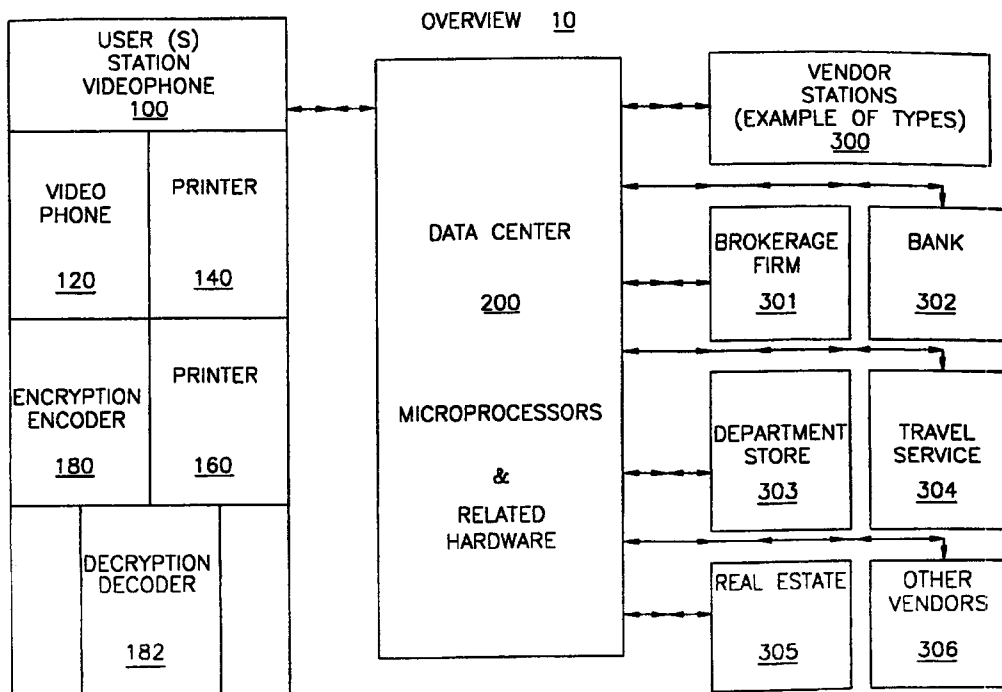 OVERVIEW 10
USER (S)
STATION
VIDEOPHONE
100
VIDEO
PHONE
120
PRINTER
140
ENCRYPTION
ENCODER
180
PRINTER
160
DECRYPTION
DECODER
182
DATA CENTER
200
MICROPROCESSORS
&
RELATED
HARDWARE
VENDOR
STATIONS
(EXAMPLE OF TYPES)
300
BROKERAGE
FIRM
301
BANK
302
DEPARTMENT
STORE
303
TRAVEL
SERVICE
304
REAL ESTATE
305
OTHER
VENDORS
306